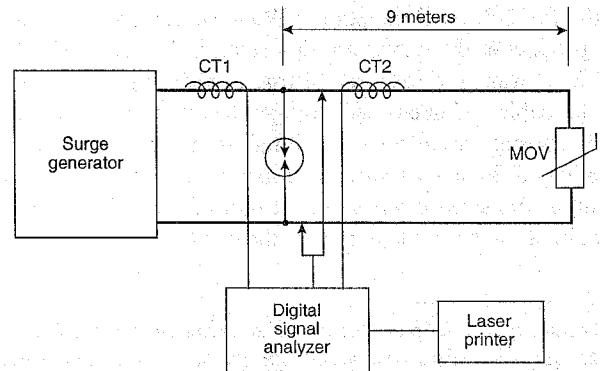 9 meters
CT1
CT2
Surge
generator
MOV
Digital
signal
analyzer
Laser
printer